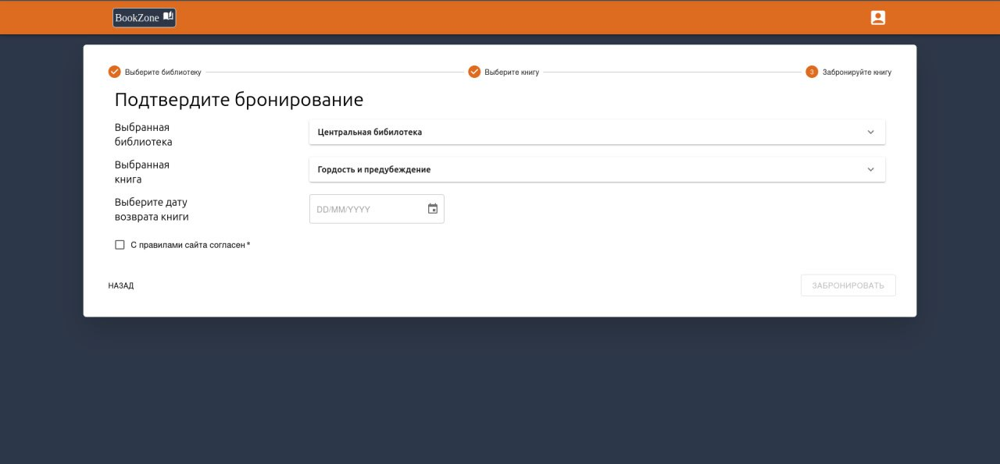 BookZone
Выберите библиотеку
Выберите книгу
3
Забронируйте книгу
Подтвердите бронирование
Выбранная
библиотека
Центральная бибилотека
Выбранная
книга
Гордость и предубеждение
Выберите дату
возврата книги
DD/MM/YYYY
С правилами сайта согласен *
НАЗАД
ЗАБРОНИРОВАТЬ